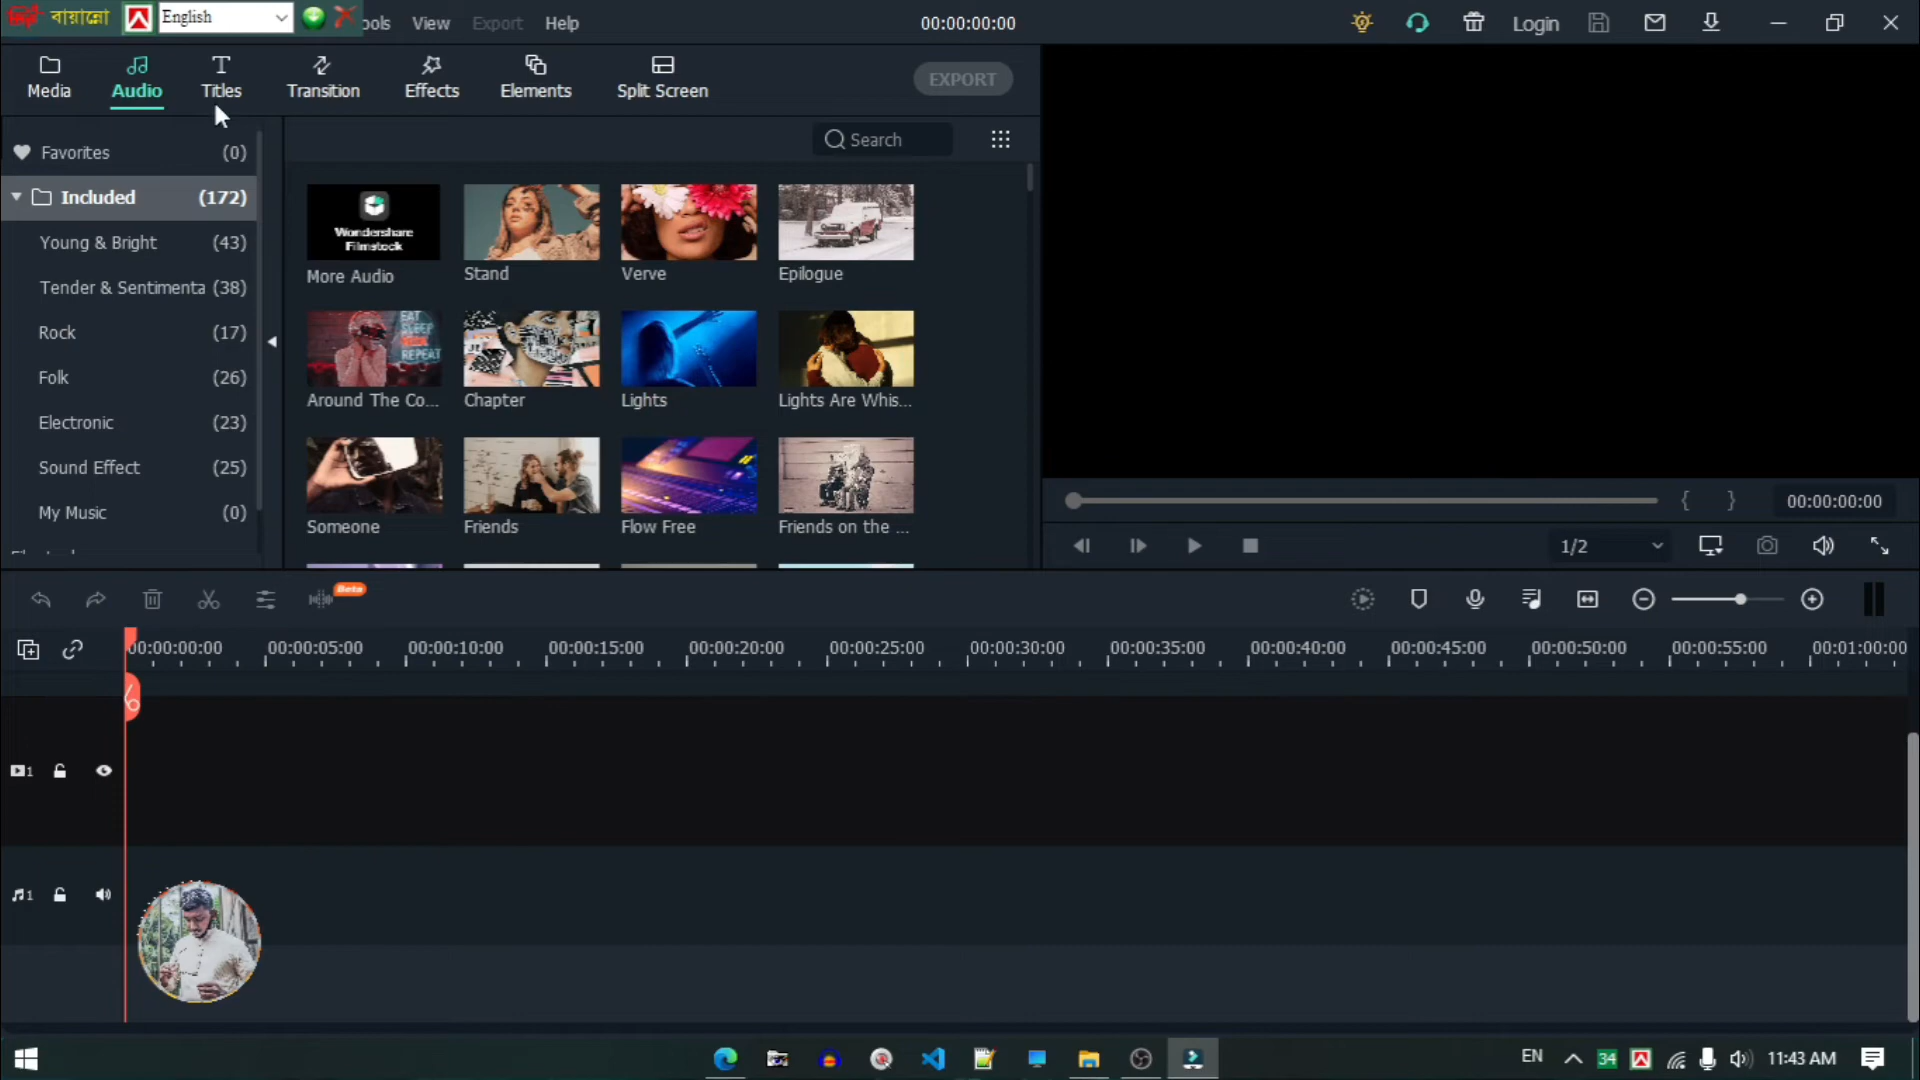 বায়ান্নো English ools View Export Help 00:00:00:00 Login
Media Audio Titles Transition Effects Elements Split Screen EXPORT
Search
Favorites (0)
Included (172)
Young & Bright (43)
Tender & Sentimenta (38)
Rock (17)
Folk (26)
Electronic (23)
Sound Effect (25)
My Music (0)
Wondershare
Filmstock
More Audio Stand Verve Epilogue
EAT
SLEEP
REPEAT
Around The Co... Chapter Lights Lights Are Whis...
Someone Friends Flow Free Friends on the ...
{ } 00:00:00:00
1/2
Beta
00:00:00:00 00:00:05:00 00:00:10:00 00:00:15:00 00:00:20:00 00:00:25:00 00:00:30:00 00:00:35:00 00:00:40:00 00:00:45:00 00:00:50:00 00:00:55:00 00:01:00:00
1
1
EN 34 11:43 AM